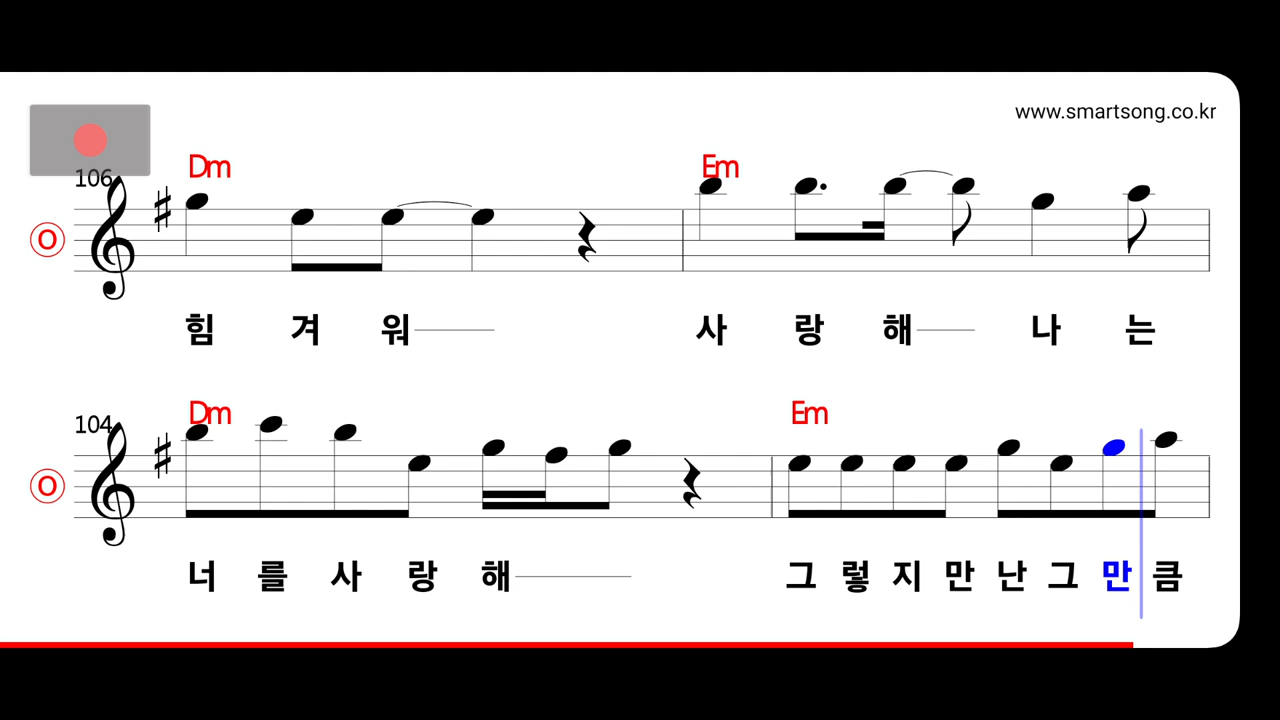 www.smartsong.co.kr
Dm Em
106
O
힘 겨 워 사 랑 해 나 는
Dm Em
104
O
너 를 사 랑 해 그 렇 지 만 난 그 만 큼